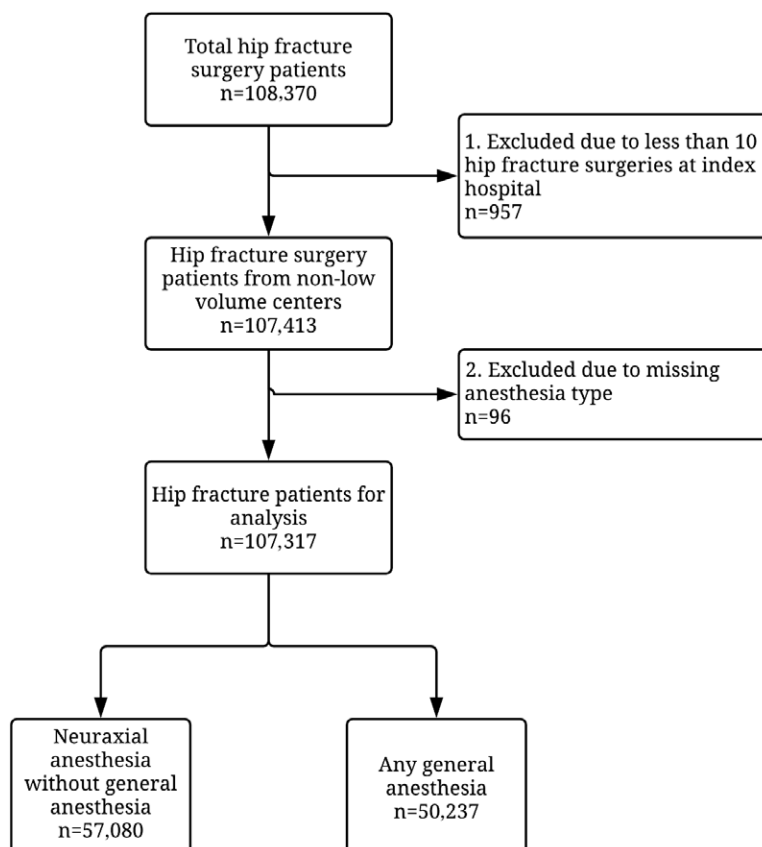 Total hip fracture
surgery patients
n=108,370
1. Excluded due to less than 10
hip fracture surgeries at index
hospital
n=957
Hip fracture surgery
patients from non-low
volume centers
n=107,413
2. Excluded due to missing
anesthesia type
n=96
Hip fracture patients for
analysis
n=107,317
Neuraxial
anesthesia
without general
anesthesia
n=57,080
Any general
anesthesia
n=50,237